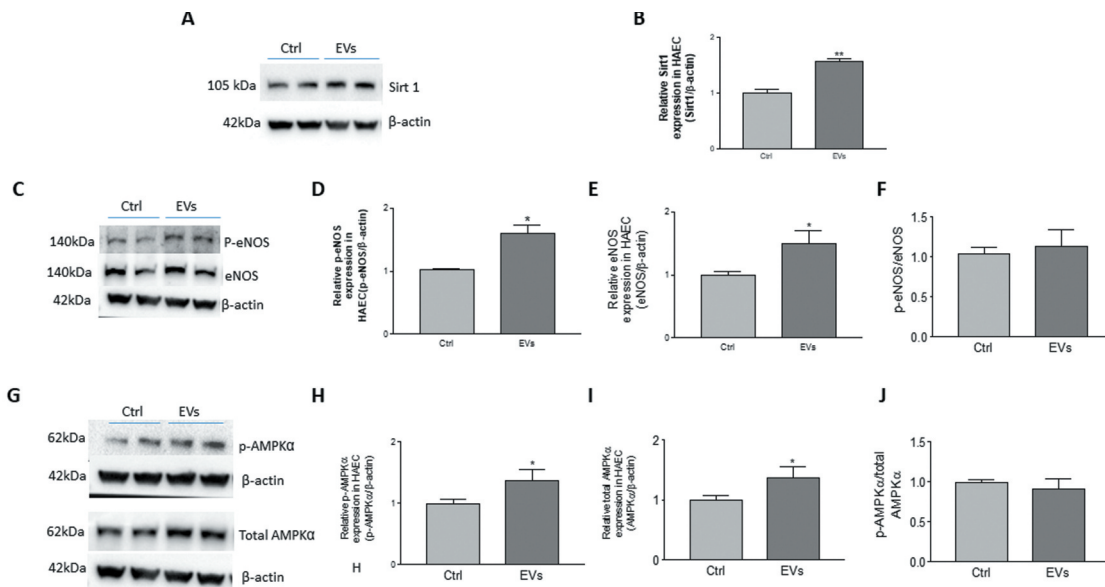 A
Ctrl EVs
105 kDa Sirt 1
42kDa β-actin
B
Relative Sirt1
expression in HAEC
(Sirt1/β-actin)
2
1
0
**
Ctrl EVs
C
Ctrl EVs
140kDa P-eNOS
140kDa eNOS
42kDa β-actin
D
Relative p-eNOS
expression in
HAEC(p-eNOS/β-actin)
2
1
0
*
Ctrl EVs
E
Relative eNOS
expression in HAEC
(eNOS/β-actin)
2
1
0
*
Ctrl EVs
F
p-eNOS/eNOS
1.5
1.0
0.5
0.0
Ctrl EVs
G
Ctrl EVs
62kDa p-AMPKα
42kDa β-actin
62kDa Total AMPKα
42kDa β-actin
H
Relative p-AMPKα
expression in HAEC
(p-AMPKα/β-actin)
2
1
0
*
Ctrl EVs
H
I
Relative total AMPKα
expression in HAEC
(AMPKα/β-actin)
2
1
0
*
Ctrl EVs
J
p-AMPKα/total
AMPKα
1.5
1.0
0.5
0.0
Ctrl EVs